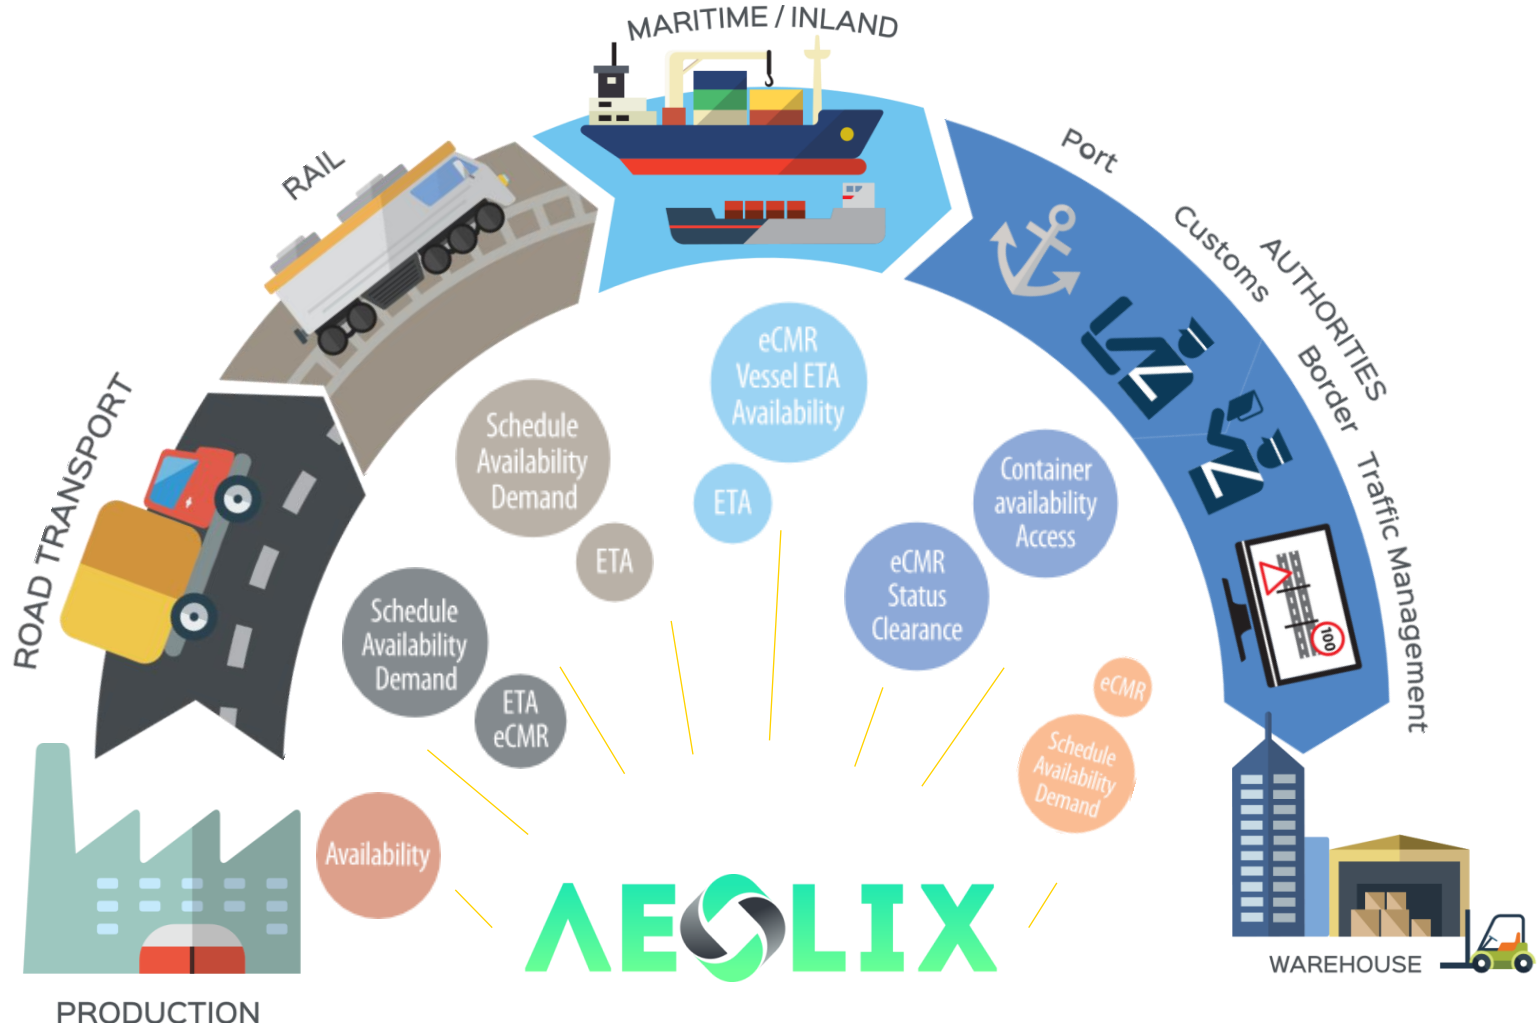 MARITIME / INLAND
RAIL
ROAD TRANSPORT
PRODUCTION
Port
Customs
AUTHORITIES
Border
Traffic Management
100
WAREHOUSE
eCMR
Vessel ETA
Availability
ETA
Schedule
Availability
Demand
ETA
Schedule
Availability
Demand
ETA
eCMR
Availability
Container
availability
Access
eCMR
Status
Clearance
eCMR
Schedule
Availability
Demand
AEOLIX